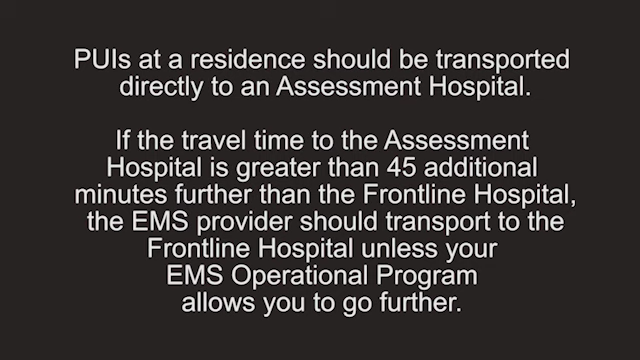 PUIs at a residence should be transported
directly to an Assessment Hospital.
If the travel time to the Assessment
Hospital is greater than 45 additional
minutes further than the Frontline Hospital,
the EMS provider should transport to the
Frontline Hospital unless your
EMS Operational Program
allows you to go further.